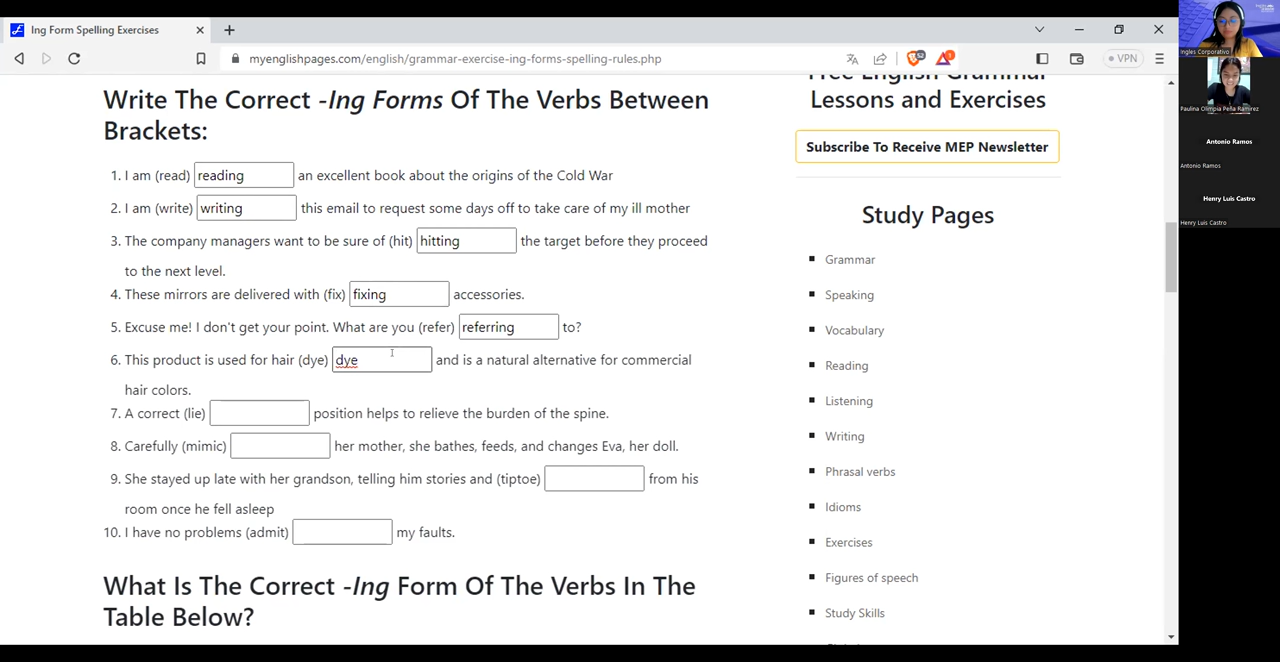 Ing Form Spelling Exercises
myenglishpages.com/english/grammar-exercise-ing-forms-spelling-rules.php
VPN
Write The Correct -Ing Forms Of The Verbs Between
Brackets:
1. I am (read) reading an excellent book about the origins of the Cold War
2. I am (write) writing this email to request some days off to take care of my ill mother
3. The company managers want to be sure of (hit) hitting the target before they proceed
to the next level.
4. These mirrors are delivered with (fix) fixing accessories.
5. Excuse me! I don't get your point. What are you (refer) referring to?
6. This product is used for hair (dye) dye and is a natural alternative for commercial
hair colors.
7. A correct (lie) position helps to relieve the burden of the spine.
8. Carefully (mimic) her mother, she bathes, feeds, and changes Eva, her doll.
9. She stayed up late with her grandson, telling him stories and (tiptoe) from his
room once he fell asleep
10. I have no problems (admit) my faults.
What Is The Correct -Ing Form Of The Verbs In The
Table Below?
Free English Grammar
Lessons and Exercises
Subscribe To Receive MEP Newsletter
Study Pages
Grammar
Speaking
Vocabulary
Reading
Listening
Writing
Phrasal verbs
Idioms
Exercises
Figures of speech
Study Skills
Ingles Corporativo
Paulina Olimpia Peña Ramirez
Antonio Ramos
Antonio Ramos
Henry Luis Castro
Henry Luis Castro